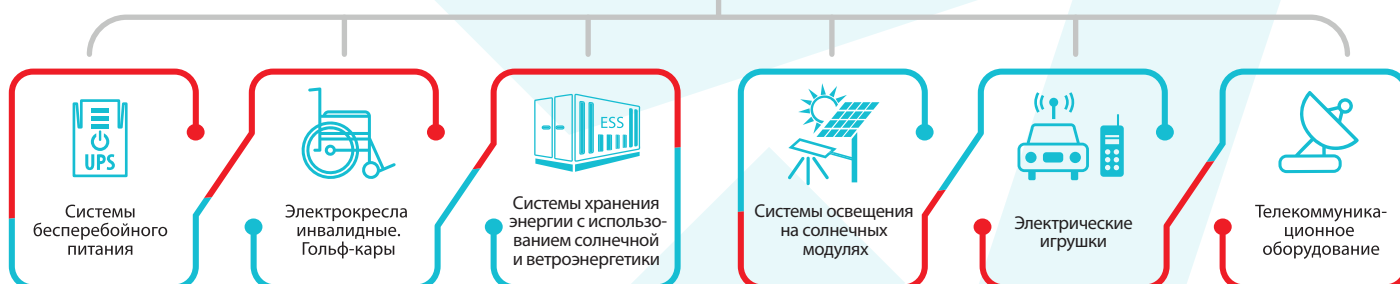 UPS
Системы
бесперебойного
питания
Электрокресла
инвалидные.
Гольф-кары
ESS
Системы хранения
энергии с использо-
ванием солнечной
и ветроэнергетики
Системы освещения
на солнечных
модулях
Электрические
игрушки
Телекоммуника-
ционное
оборудование